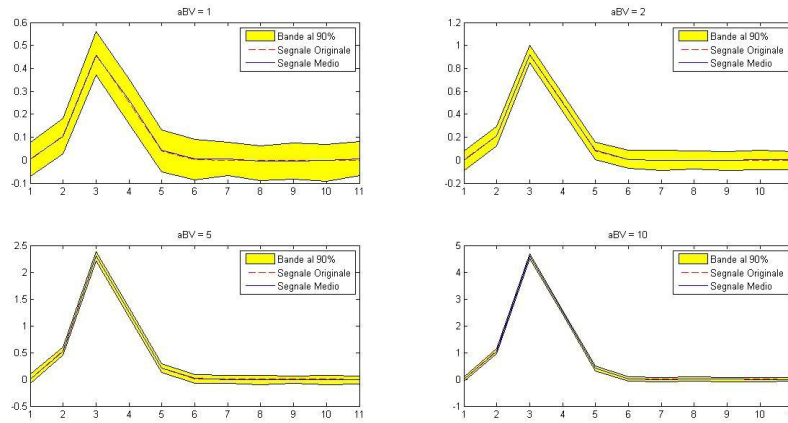 aBV = 1
0.6
0.5
0.4
0.3
0.2
0.1
0
-0.1
1 2 3 4 5 6 7 8 9 10 11
Bande al 90%
Segnale Originale
Segnale Medio
aBV = 2
1.2
1
0.8
0.6
0.4
0.2
0
-0.2
1 2 3 4 5 6 7 8 9 10 11
Bande al 90%
Segnale Originale
Segnale Medio
aBV = 5
2.5
2
1.5
1
0.5
0
-0.5
1 2 3 4 5 6 7 8 9 10 11
Bande al 90%
Segnale Originale
Segnale Medio
aBV = 10
5
4
3
2
1
0
-1
1 2 3 4 5 6 7 8 9 10 11
Bande al 90%
Segnale Originale
Segnale Medio